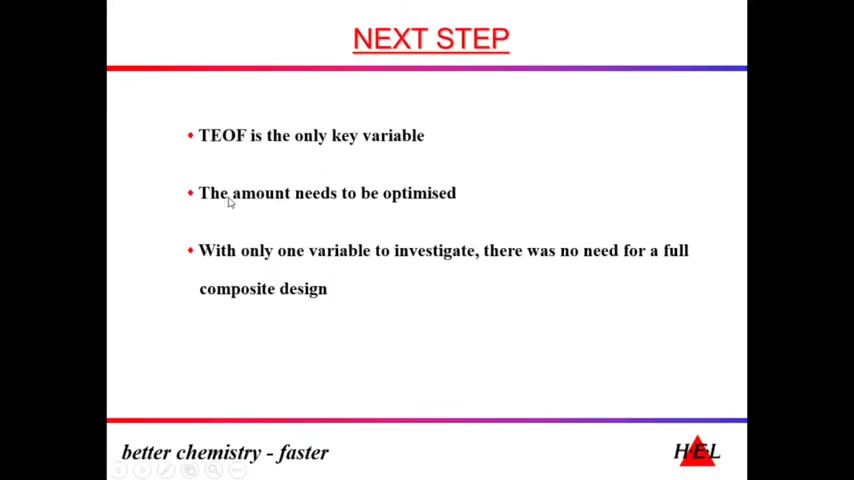 NEXT STEP
TEOF is the only key variable
The amount needs to be optimised
With only one variable to investigate, there was no need for a full
composite design
better chemistry - faster
HEL